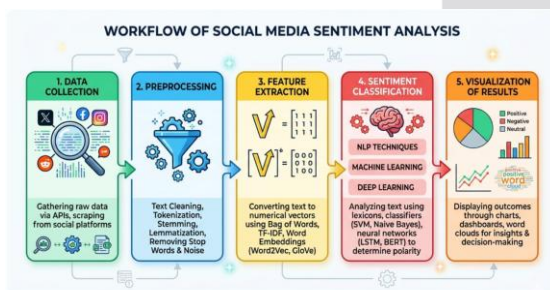 WORKFLOW OF SOCIAL MEDIA SENTIMENT ANALYSIS
1. DATA
COLLECTION
Gathering raw data
via APIs, scraping
from social platforms
2. PREPROCESSING
Text Cleaning,
Tokenization,
Stemming,
Lemmatization,
Removing Stop
Words & Noise
3. FEATURE
EXTRACTION
Converting text to
numerical vectors
using Bag of Words,
TF-IDF, Word
Embeddings
(Word2Vec, GloVe)
4. SENTIMENT
CLASSIFICATION
NLP TECHNIQUES
MACHINE LEARNING
DEEP LEARNING
Analyzing text using
lexicons, classifiers
(SVM, Naive Bayes),
neural networks
(LSTM, BERT) to
determine polarity
5. VISUALIZATION
OF RESULTS
Positive
Negative
Neutral
positive
word
Displaying outcomes
through charts,
dashboards, word
clouds for insights &
decision-making